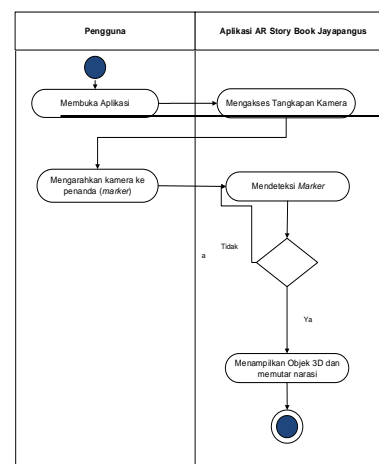 Pengguna
Aplikasi AR Story Book Jayapangus
Membuka Aplikasi
Mengakses Tangkapan Kamera
Mengarahkan kamera ke
penanda (marker)
Mendeteksi Marker
Tidak
a
Ya
Menampilkan Objek 3D dan
memutar narasi